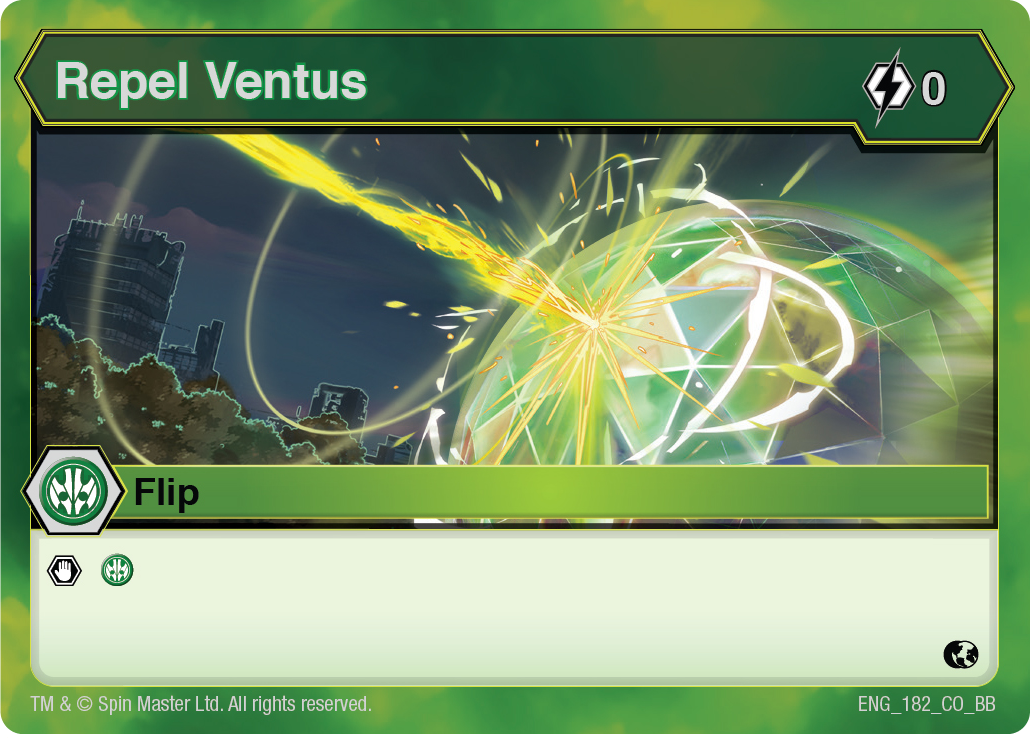 Repel Ventus
0
Flip
TM & © Spin Master Ltd. All rights reserved.
ENG_182_CO_BB